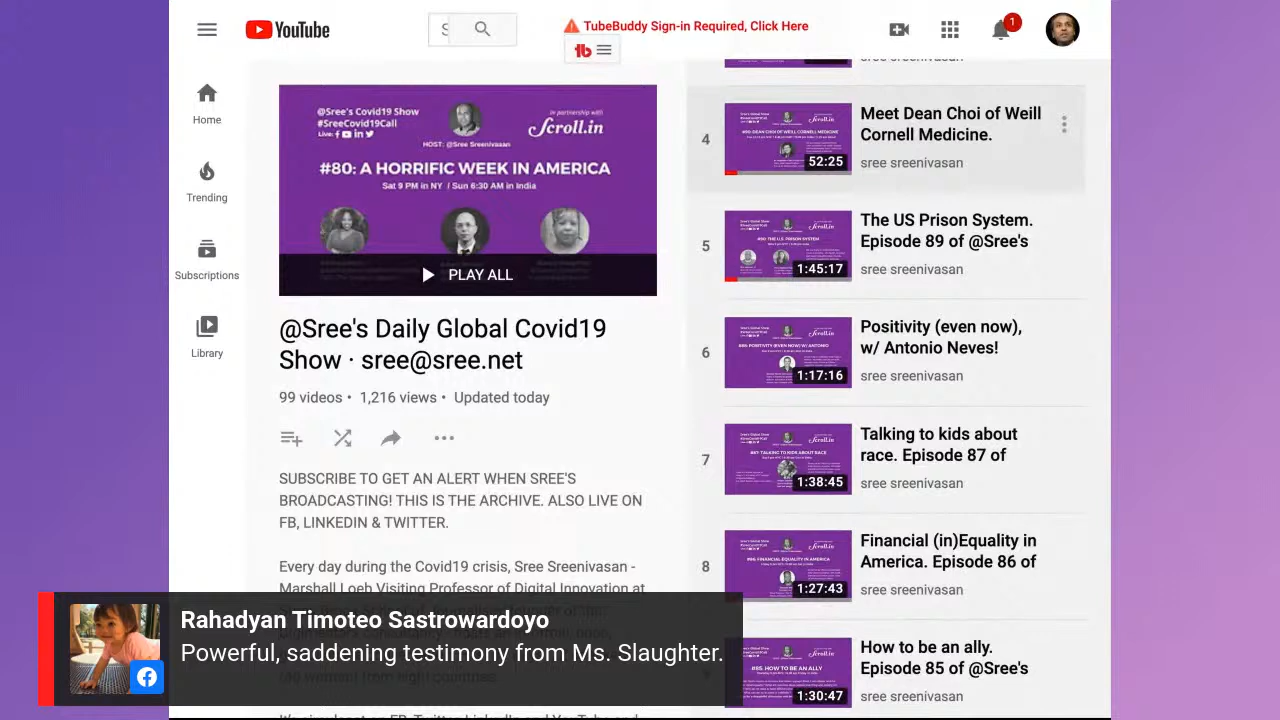 YouTube
TubeBuddy Sign-in Required, Click Here
1
Home
Trending
Subscriptions
Library
@Sree's Covid19 Show
#SreeCovid19Call
Live:
HOST: @Sree Sreenivasan
in partnership with
Scroll.in
#89: A HORRIFIC WEEK IN AMERICA
Sat 9 PM in NY / Sun 6:30 AM in India
PLAY ALL
@Sree's Daily Global Covid19
Show · sree@sree.net
99 videos • 1,216 views • Updated today
SUBSCRIBE TO GET AN ALERT WHEN SREE'S
BROADCASTING! THIS IS THE ARCHIVE. ALSO LIVE ON
FB, LINKEDIN & TWITTER.
Every day during the Covid19 crisis, Sree Sreenivasan -
Marshall Loeb Visiting Professor of Digital Innovation at
sree sreenivasan
4
52:25
Meet Dean Choi of Weill
Cornell Medicine.
sree sreenivasan
5
1:45:17
The US Prison System.
Episode 89 of @Sree's
sree sreenivasan
6
1:17:16
Positivity (even now),
w/ Antonio Neves!
sree sreenivasan
7
1:38:45
Talking to kids about
race. Episode 87 of
sree sreenivasan
8
1:27:43
Financial (in)Equality in
America. Episode 86 of
sree sreenivasan
1:30:47
How to be an ally.
Episode 85 of @Sree's
sree sreenivasan
Rahadyan Timoteo Sastrowardoyo
Powerful, saddening testimony from Ms. Slaughter.